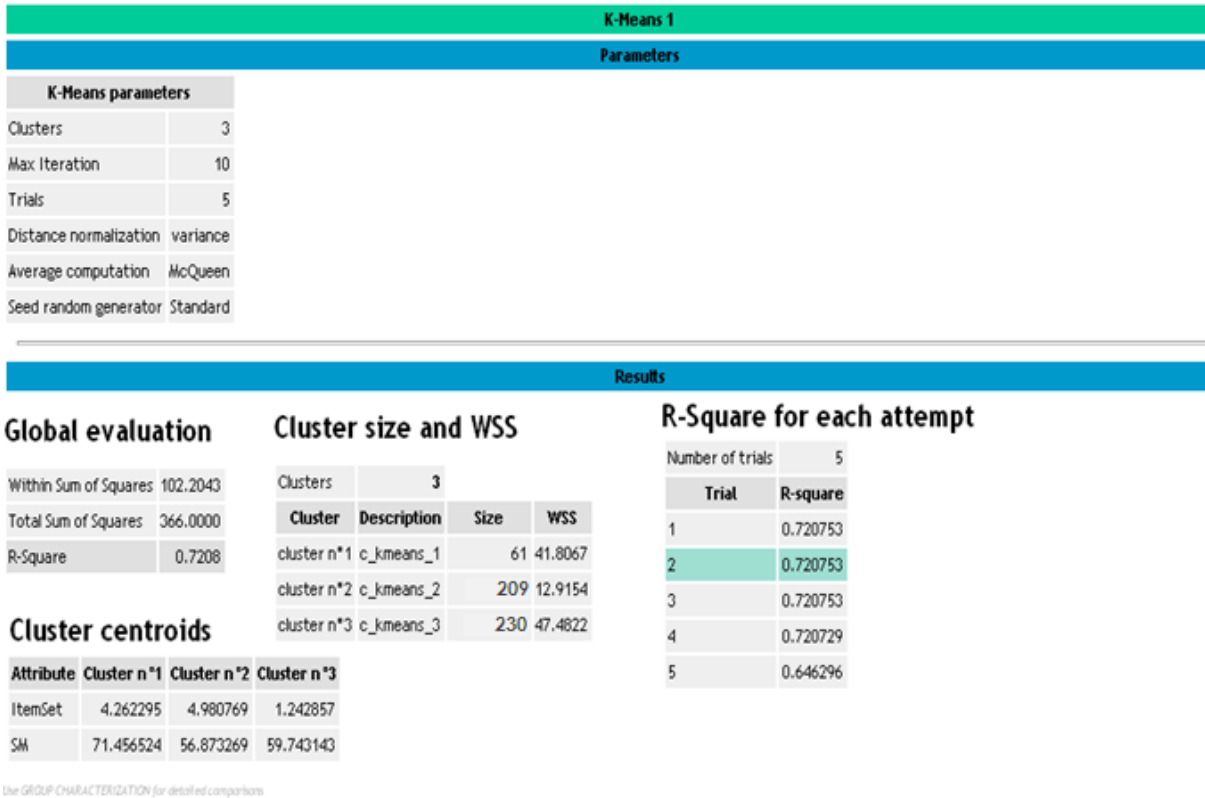 K-Means 1
Parameters
K-Means parameters
Clusters 3
Max Iteration 10
Trials 5
Distance normalization variance
Average computation McQueen
Seed random generator Standard
Results
Global evaluation
Within Sum of Squares 102.2043
Total Sum of Squares 366.0000
R-Square 0.7208
Cluster size and WSS
Clusters 3
Cluster Description Size WSS
cluster n°1 c_kmeans_1 61 41.8067
cluster n°2 c_kmeans_2 209 12.9154
cluster n°3 c_kmeans_3 230 47.4822
R-Square for each attempt
Number of trials 5
Trial R-square
1 0.720753
2 0.720753
3 0.720753
4 0.720729
5 0.646296
Cluster centroids
Attribute Cluster n°1 Cluster n°2 Cluster n°3
ItemSet 4.262295 4.980769 1.242857
SM 71.456524 56.873269 59.743143
Use GROUP CHARACTERIZATION for detailed comparisons